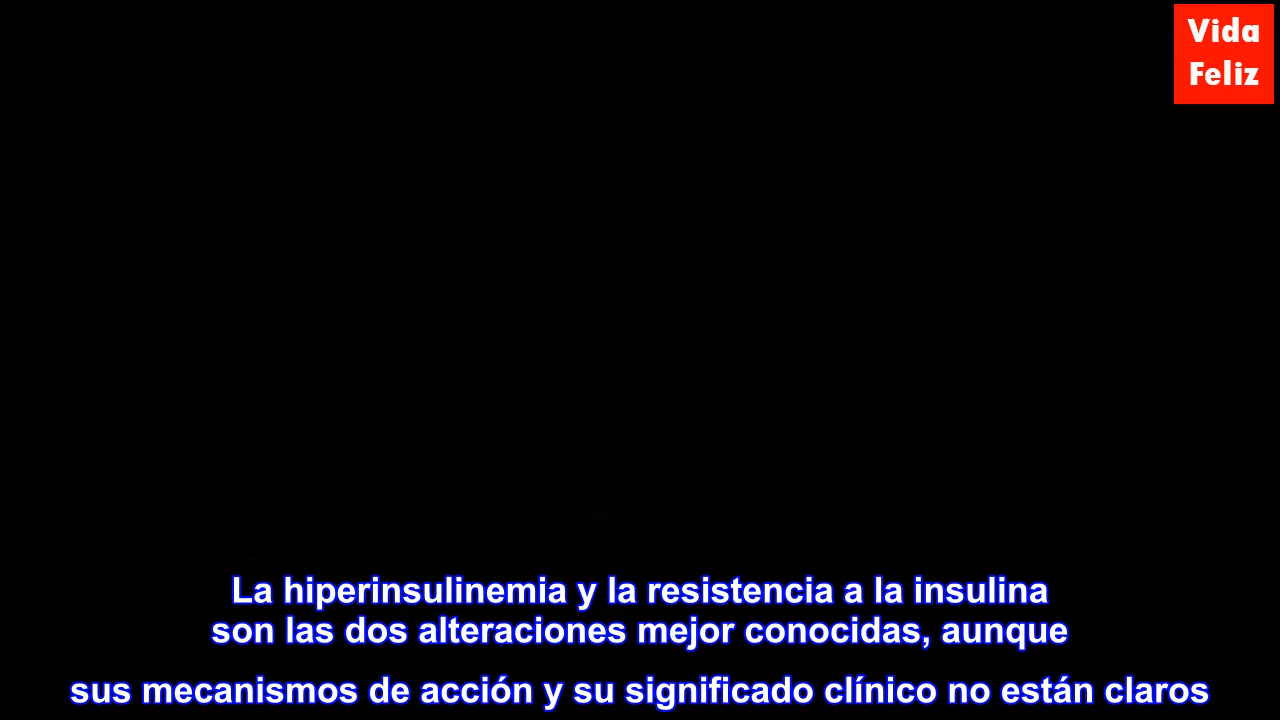 Vida
Feliz
La hiperinsulinemia y la resistencia a la insulina
son las dos alteraciones mejor conocidas, aunque
sus mecanismos de acción y su significado clínico no están claros